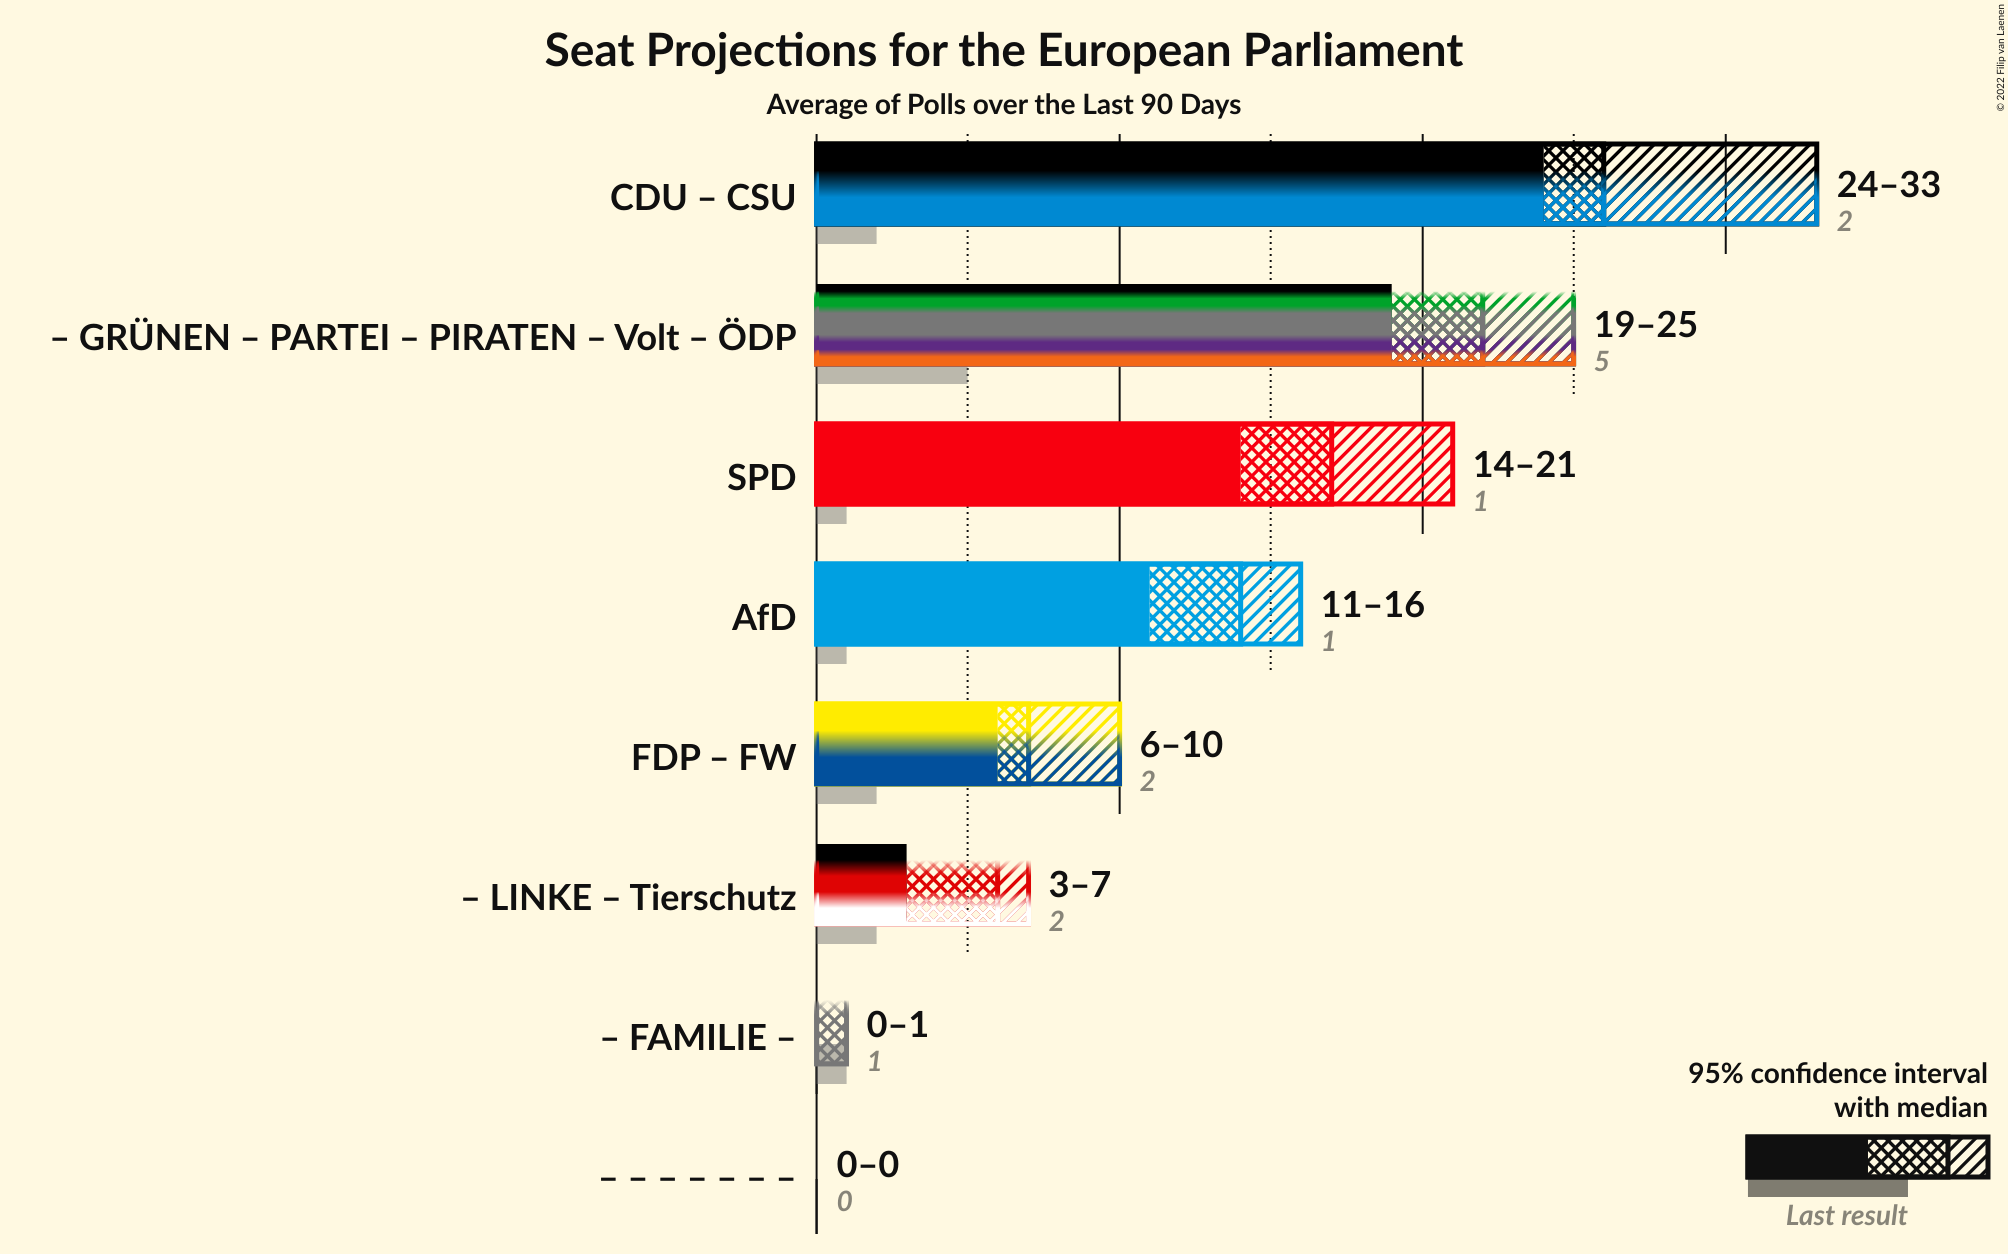 Seat Projections for the European Parliament
Average of Polls over the Last 90 Days
© 2022 Filip van Laenen
CDU – CSU
24–33
2
– GRÜNEN – PARTEI – PIRATEN – Volt – ÖDP
19–25
5
SPD
14–21
1
AfD
11–16
1
FDP – FW
6–10
2
– LINKE – Tierschutz
3–7
2
– FAMILIE –
0–1
1
– – – – – – –
0–0
0
95% confidence interval
with median
Last result